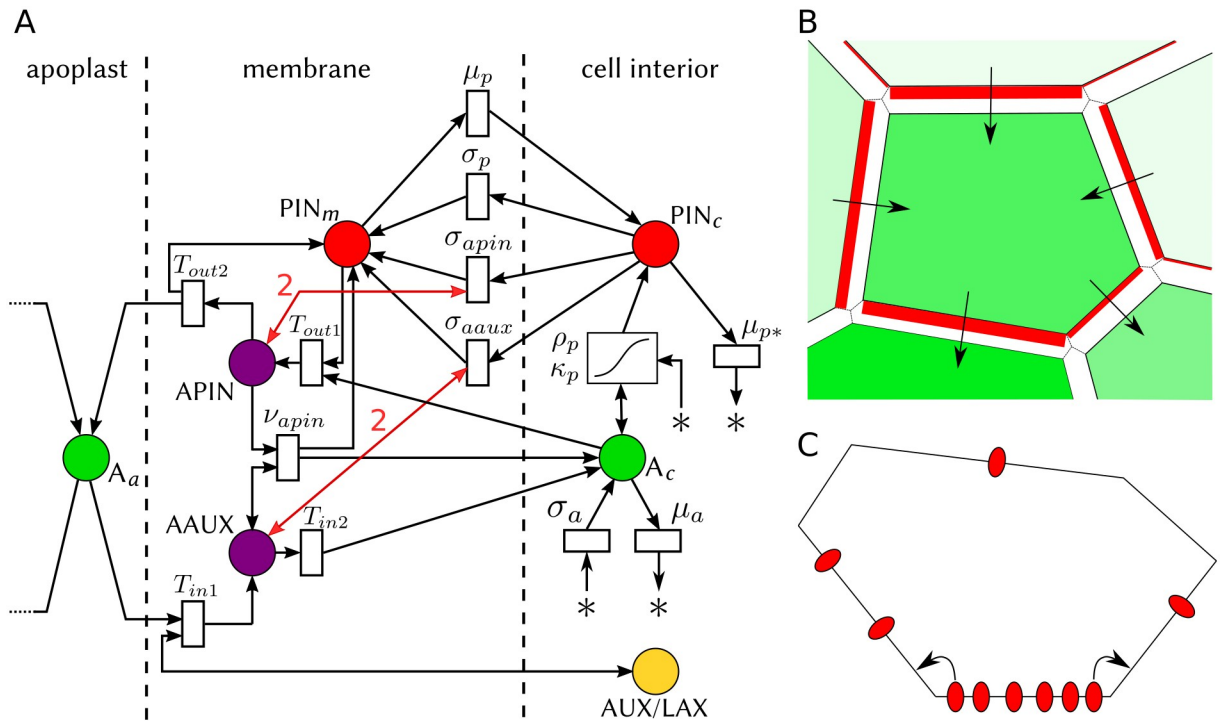 A
B
apoplast
membrane
cell interior
μp
σp
PINm
PINc
σapin
Tout2
2
Tout1
σaaux
ρp
κp
μp*
APIN
νapin
2
*
*
Aa
Ac
C
AAUX
Tin2
σa
μa
Tin1
*
*
AUX/LAX